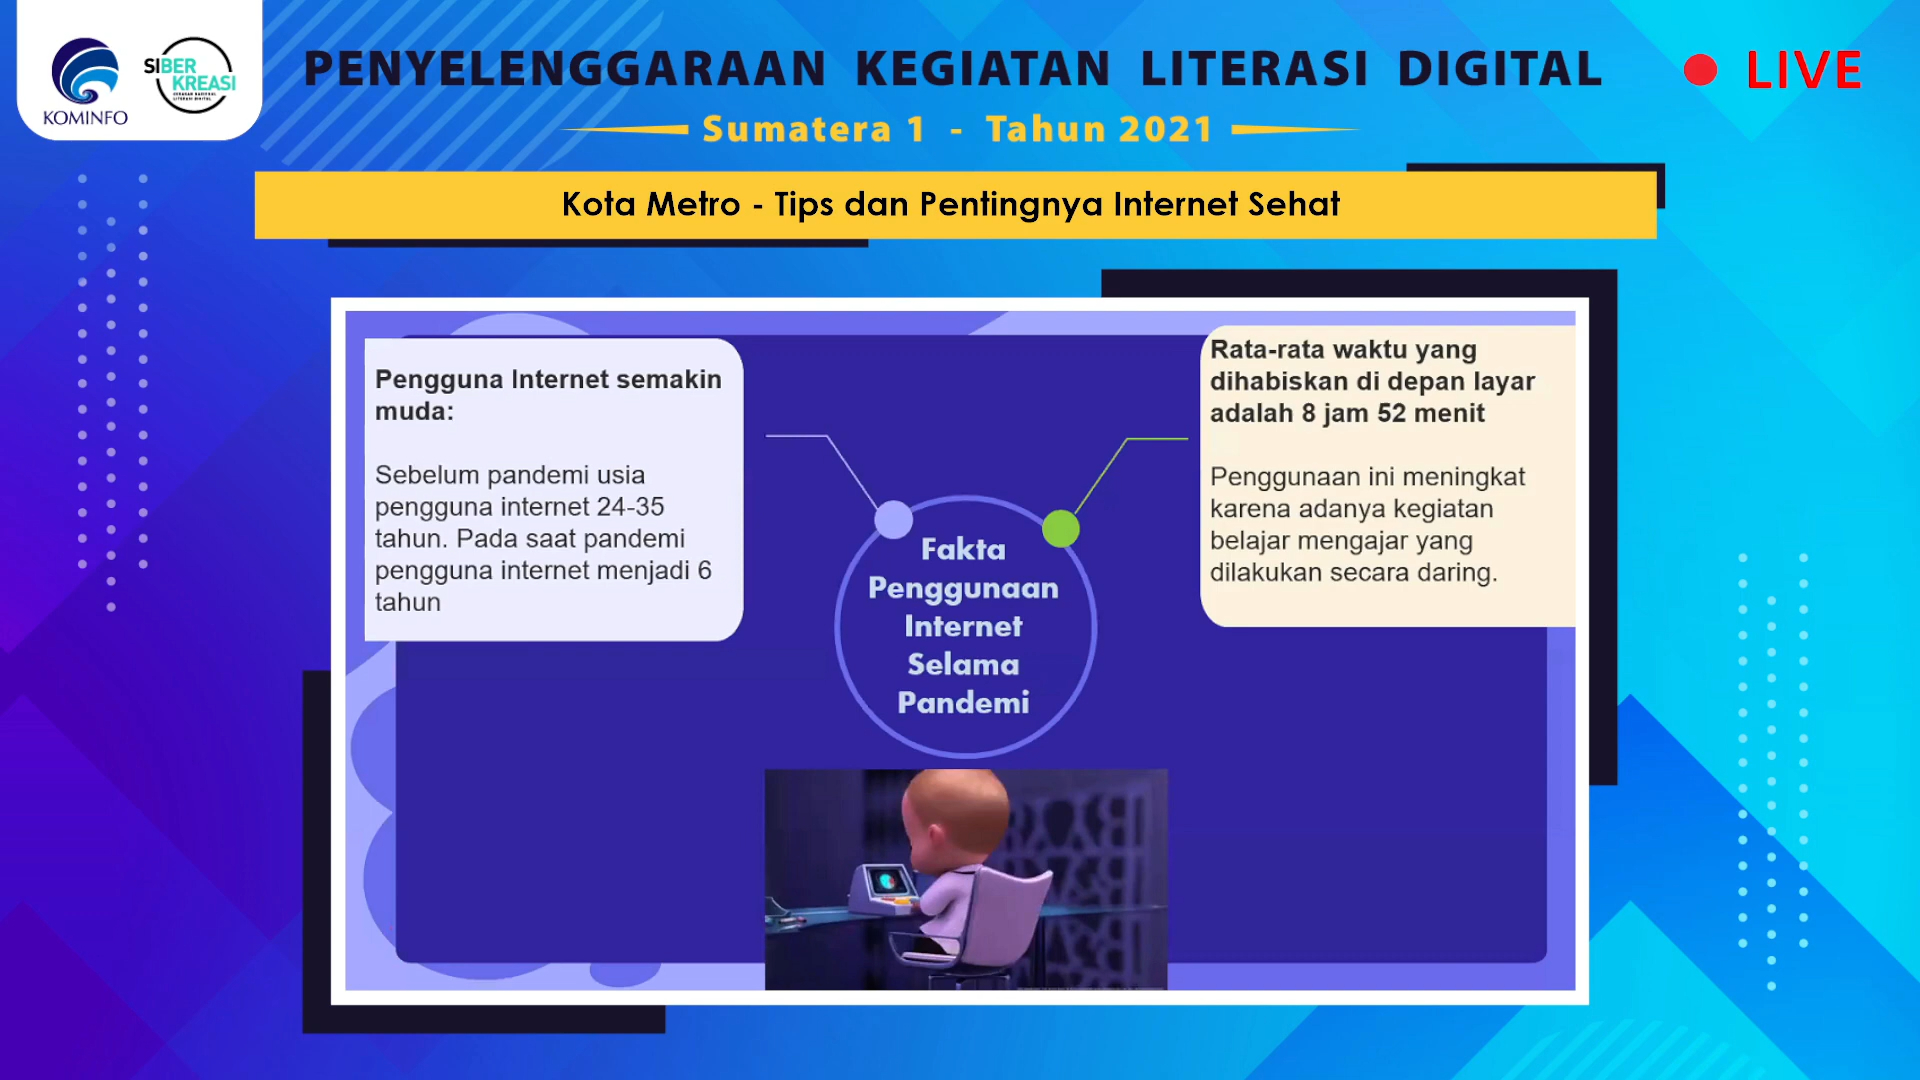 KOMINFO
SIBER
KREASI
PENYELENGGARAAN KEGIATAN LITERASI DIGITAL
LIVE
Sumatera 1 - Tahun 2021
Kota Metro - Tips dan Pentingnya Internet Sehat
Pengguna Internet semakin
muda:
Sebelum pandemi usia
pengguna internet 24-35
tahun. Pada saat pandemi
pengguna internet menjadi 6
tahun
Rata-rata waktu yang
dihabiskan di depan layar
adalah 8 jam 52 menit
Penggunaan ini meningkat
karena adanya kegiatan
belajar mengajar yang
dilakukan secara daring.
Fakta
Penggunaan
Internet
Selama
Pandemi